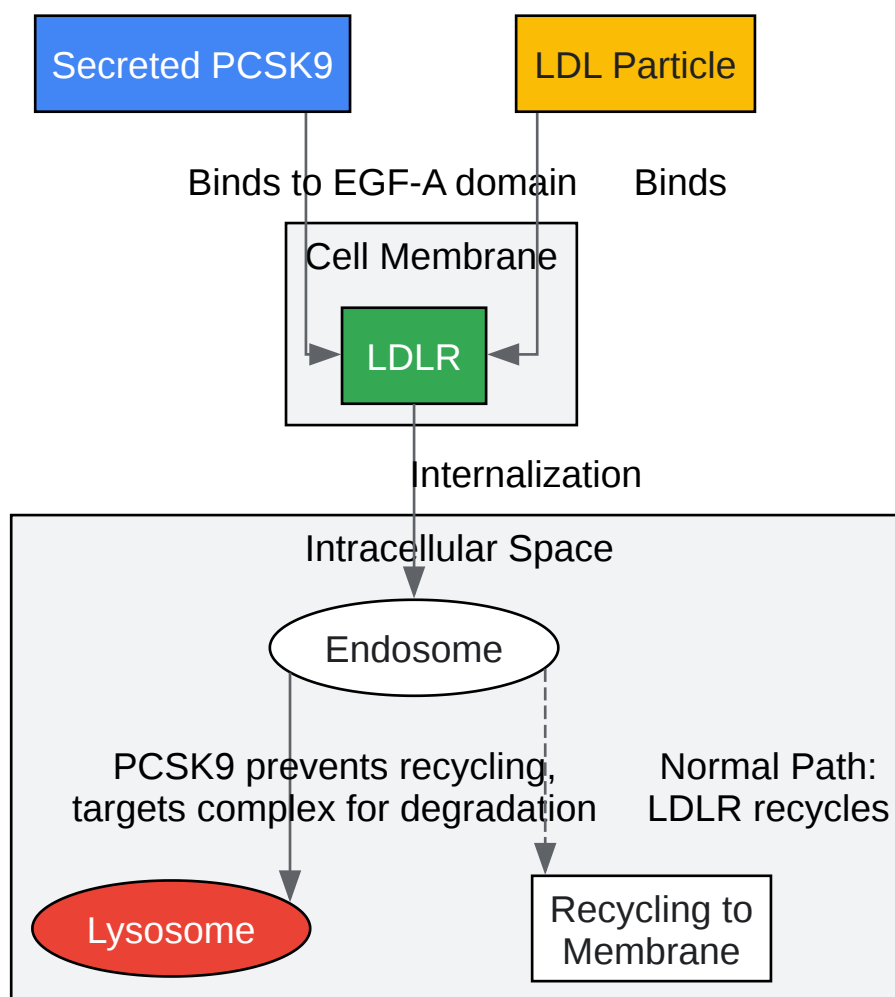 Secreted PCSK9
LDL Particle
Binds to EGF-A domain
Binds
Cell Membrane
LDLR
Internalization
Intracellular Space
Endosome
PCSK9 prevents recycling,
targets complex for degradation
Normal Path:
LDLR recycles
Lysosome
Recycling to
Membrane